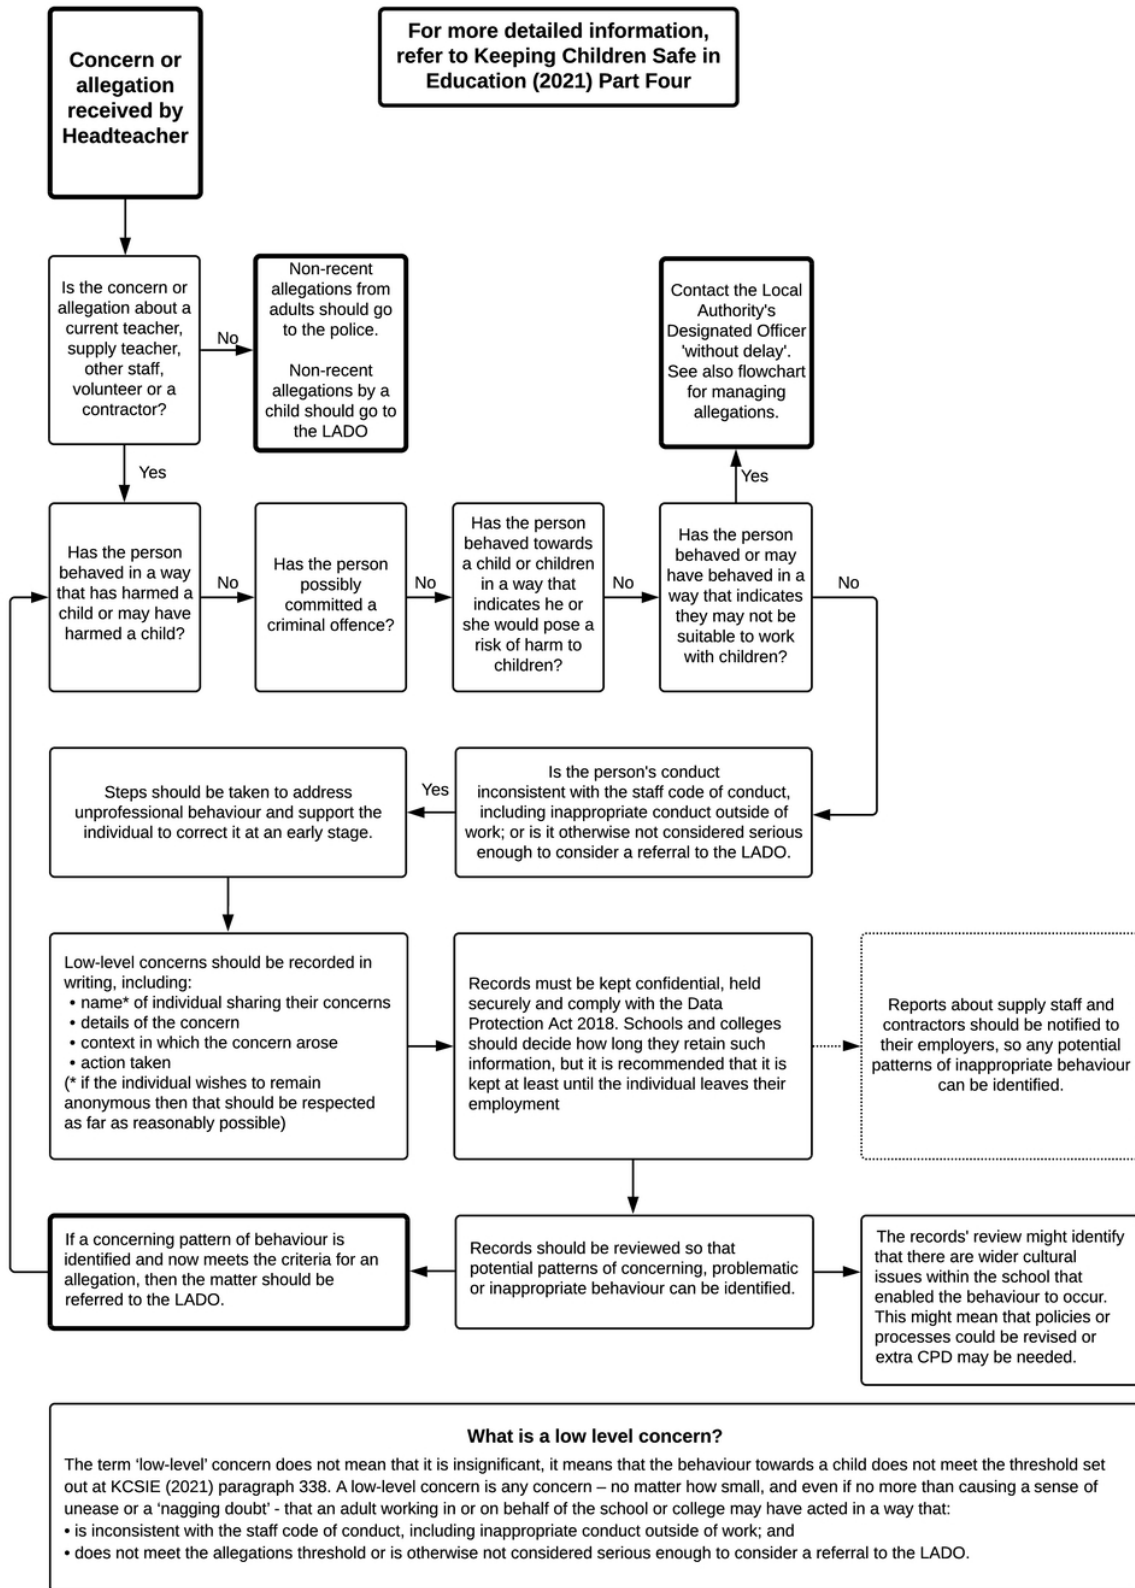 Concern or
allegation
received by
Headteacher
For more detailed information,
refer to Keeping Children Safe in
Education (2021) Part Four
Is the concern or
allegation about a
current teacher,
supply teacher,
other staff,
volunteer or a
contractor?
No
Non-recent
allegations from
adults should go
to the police.
Non-recent
allegations by a
child should go to
the LADO
Contact the Local
Authority's
Designated Officer
'without delay'.
See also flowchart
for managing
allegations.
Yes
Yes
Has the person
behaved in a way
that has harmed a
child or may have
harmed a child?
No
Has the person
possibly
committed a
criminal offence?
No
Has the person
behaved towards
a child or children
in a way that
indicates he or
she would pose a
risk of harm to
children?
No
Has the person
behaved or may
have behaved in a
way that indicates
they may not be
suitable to work
with children?
No
Steps should be taken to address
unprofessional behaviour and support the
individual to correct it at an early stage.
Yes
Is the person's conduct
inconsistent with the staff code of conduct,
including inappropriate conduct outside of
work; or is it otherwise not considered serious
enough to consider a referral to the LADO.
Low-level concerns should be recorded in
writing, including:
• name* of individual sharing their concerns
• details of the concern
• context in which the concern arose
• action taken
(* if the individual wishes to remain
anonymous then that should be respected
as far as reasonably possible)
Records must be kept confidential, held
securely and comply with the Data
Protection Act 2018. Schools and colleges
should decide how long they retain such
information, but it is recommended that it is
kept at least until the individual leaves their
employment
Reports about supply staff and
contractors should be notified to
their employers, so any potential
patterns of inappropriate behaviour
can be identified.
If a concerning pattern of behaviour is
identified and now meets the criteria for an
allegation, then the matter should be
referred to the LADO.
Records should be reviewed so that
potential patterns of concerning, problematic
or inappropriate behaviour can be identified.
The records' review might identify
that there are wider cultural
issues within the school that
enabled the behaviour to occur.
This might mean that policies or
processes could be revised or
extra CPD may be needed.
What is a low level concern?
The term ‘low-level’ concern does not mean that it is insignificant, it means that the behaviour towards a child does not meet the threshold set
out at KCSIE (2021) paragraph 338. A low-level concern is any concern – no matter how small, and even if no more than causing a sense of
unease or a ‘nagging doubt’ - that an adult working in or on behalf of the school or college may have acted in a way that:
• is inconsistent with the staff code of conduct, including inappropriate conduct outside of work; and
• does not meet the allegations threshold or is otherwise not considered serious enough to consider a referral to the LADO.